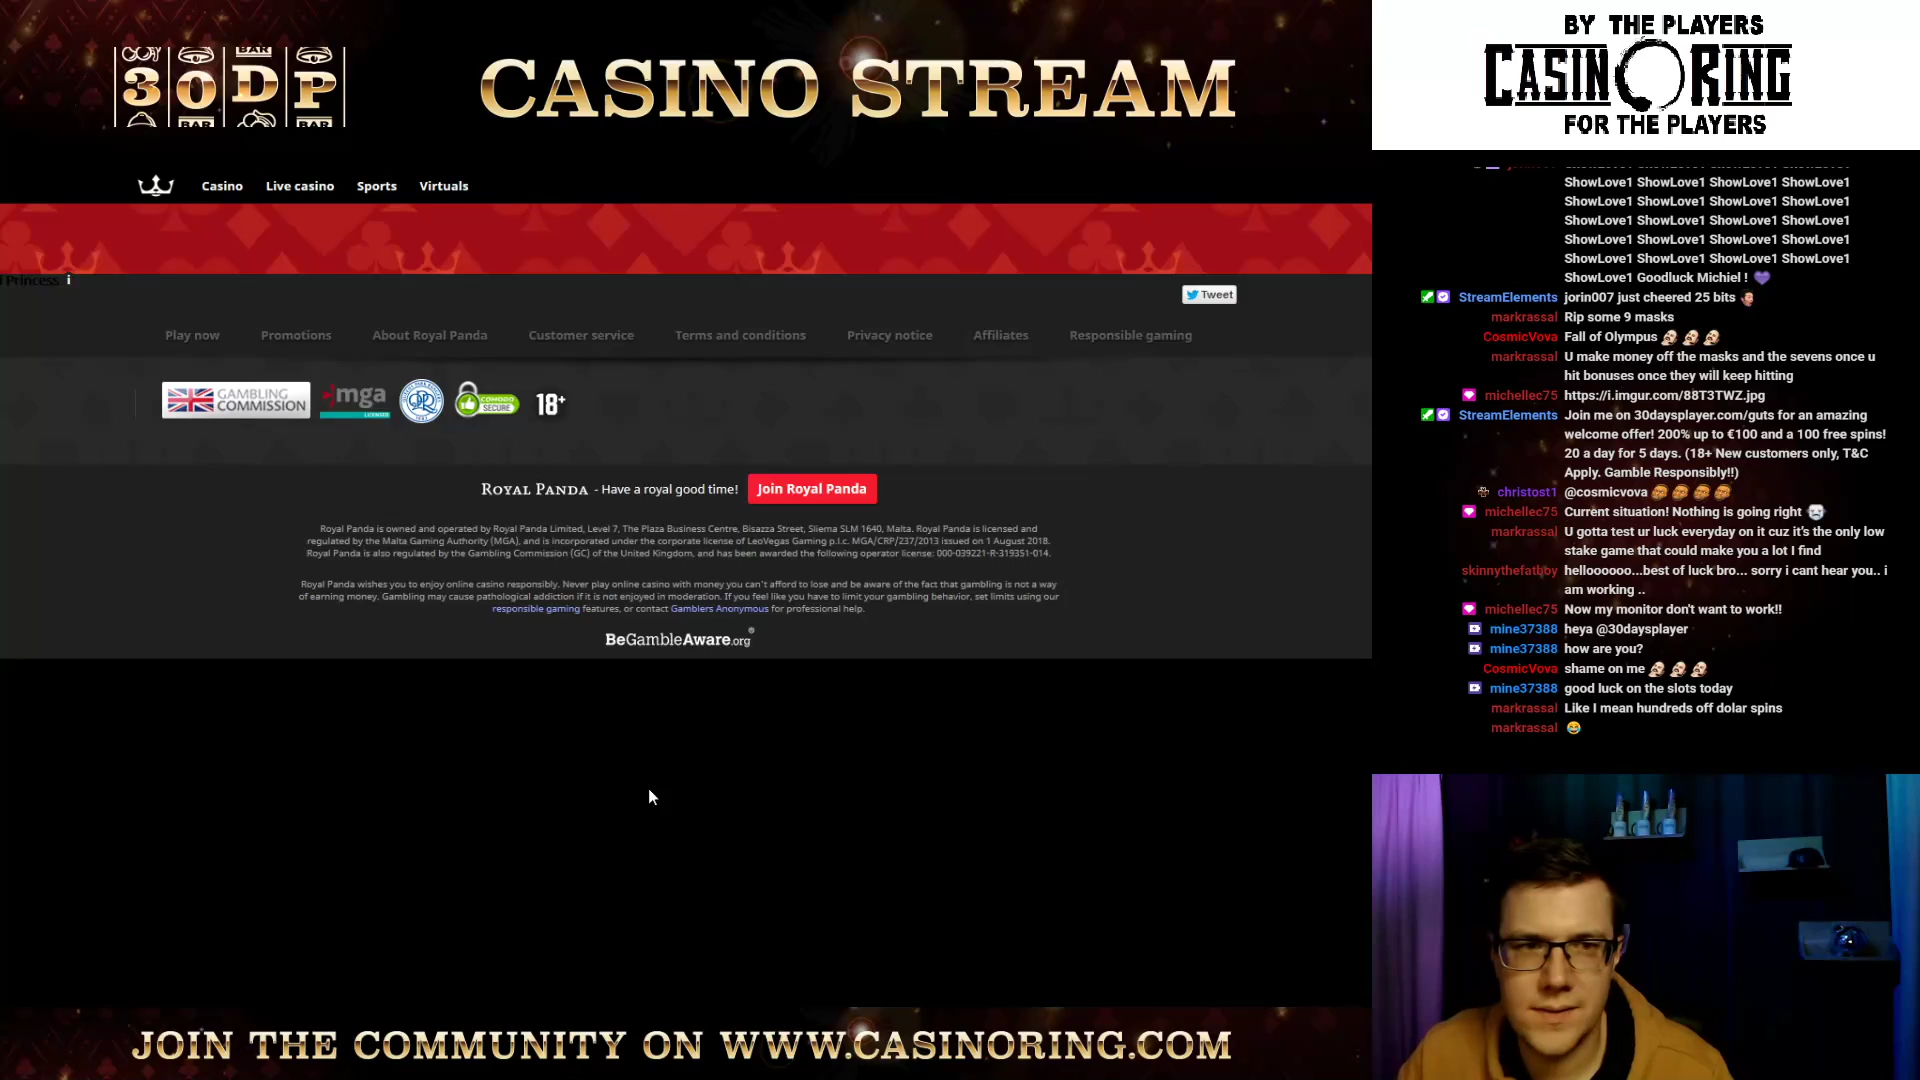 30DP
BAR
BAR
BAR
CASINO STREAM
BY THE PLAYERS
CASINORING
FOR THE PLAYERS
Casino Live casino Sports Virtuals
Princess i
Tweet
Play now Promotions About Royal Panda Customer service Terms and conditions Privacy notice Affiliates Responsible gaming
GAMBLING
COMMISSION
mga
LICENSED
COMODO
SECURE
18+
ROYAL PANDA - Have a royal good time! Join Royal Panda
Royal Panda is owned and operated by Royal Panda Limited, Level 7, The Plaza Business Centre, Bisazza Street, Sliema SLM 1640, Malta. Royal Panda is licensed and
regulated by the Malta Gaming Authority (MGA), and is incorporated under the corporate license of LeoVegas Gaming p.l.c. MGA/CRP/237/2013 issued on 1 August 2018.
Royal Panda is also regulated by the Gambling Commission (GC) of the United Kingdom, and has been awarded the following operator license: 000-039221-R-319351-014.
Royal Panda wishes you to enjoy online casino responsibly. Never play online casino with money you can't afford to lose and be aware of the fact that gambling is not a way
of earning money. Gambling may cause pathological addiction if it is not enjoyed in moderation. If you feel like you have to limit your gambling behavior, set limits using our
responsible gaming features, or contact Gamblers Anonymous for professional help.
BeGambleAware.org®
ShowLove1 ShowLove1 ShowLove1 ShowLove1
ShowLove1 ShowLove1 ShowLove1 ShowLove1
ShowLove1 ShowLove1 ShowLove1 ShowLove1
ShowLove1 ShowLove1 ShowLove1 ShowLove1
ShowLove1 ShowLove1 ShowLove1 ShowLove1
ShowLove1 Goodluck Michiel ! 💜
StreamElements jorin007 just cheered 25 bits
markrassal Rip some 9 masks
CosmicVova Fall of Olympus
markrassal U make money off the masks and the sevens once u
hit bonuses once they will keep hitting
michellec75 https://i.imgur.com/88T3TWZ.jpg
StreamElements Join me on 30daysplayer.com/guts for an amazing
welcome offer! 200% up to €100 and a 100 free spins!
20 a day for 5 days. (18+ New customers only, T&C
Apply. Gamble Responsibly!!)
christost1 @cosmicvova
michellec75 Current situation! Nothing is going right
markrassal U gotta test ur luck everyday on it cuz it's the only low
stake game that could make you a lot I find
skinnythefatboy helloooooo...best of luck bro... sorry i cant hear you.. i
am working ..
michellec75 Now my monitor don't want to work!!
mine37388 heya @30daysplayer
mine37388 how are you?
CosmicVova shame on me
mine37388 good luck on the slots today
markrassal Like I mean hundreds off dolar spins
markrassal 😂
JOIN THE COMMUNITY ON WWW.CASINORING.COM